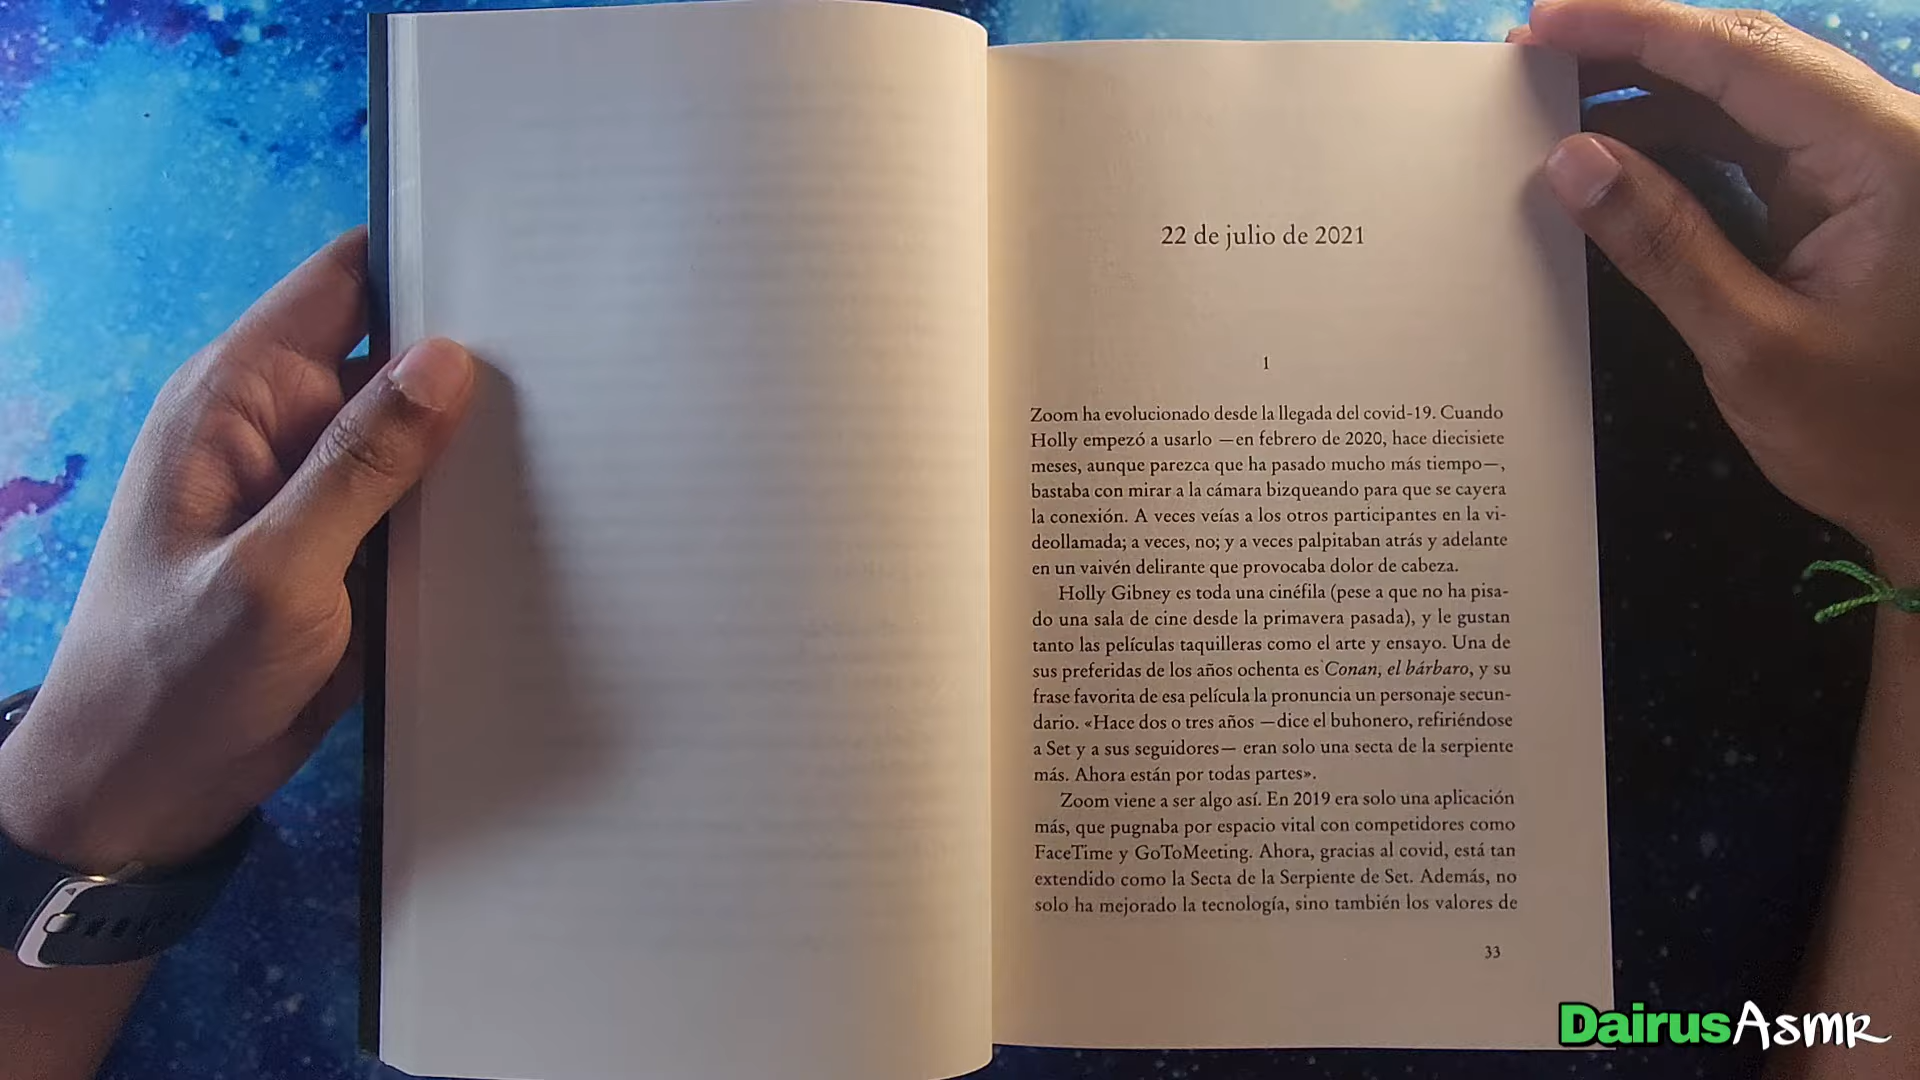 22 de julio de 2021
1
Zoom ha evolucionado desde la llegada del covid-19. Cuando
Holly empezó a usarlo —en febrero de 2020, hace diecisiete
meses, aunque parezca que ha pasado mucho más tiempo—,
bastaba con mirar a la cámara bizqueando para que se cayera
la conexión. A veces veías a los otros participantes en la vi-
deollamada; a veces, no; y a veces palpitaban atrás y adelante
en un vaivén delirante que provocaba dolor de cabeza.
Holly Gibney es toda una cinéfila (pese a que no ha pisa-
do una sala de cine desde la primavera pasada), y le gustan
tanto las películas taquilleras como el arte y ensayo. Una de
sus preferidas de los años ochenta es Conan, el bárbaro, y su
frase favorita de esa película la pronuncia un personaje secun-
dario. «Hace dos o tres años —dice el buhonero, refiriéndose
a Set y a sus seguidores— eran solo una secta de la serpiente
más. Ahora están por todas partes».
Zoom viene a ser algo así. En 2019 era solo una aplicación
más, que pugnaba por espacio vital con competidores como
FaceTime y GoToMeeting. Ahora, gracias al covid, está tan
extendido como la Secta de la Serpiente de Set. Además, no
solo ha mejorado la tecnología, sino también los valores de
33
DairusAsmR